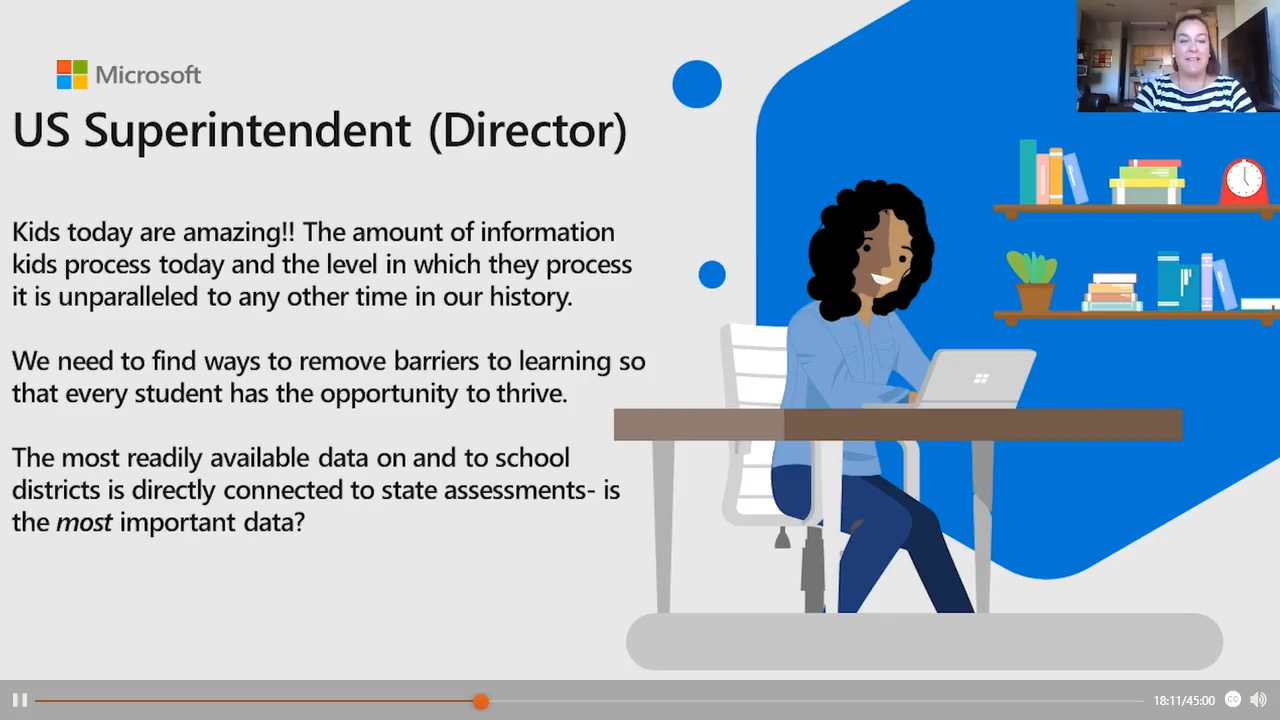 Microsoft
US Superintendent (Director)
Kids today are amazing!! The amount of information
kids process today and the level in which they process
it is unparalleled to any other time in our history.
We need to find ways to remove barriers to learning so
that every student has the opportunity to thrive.
The most readily available data on and to school
districts is directly connected to state assessments- is
the most important data?
18:11/45:00
CC